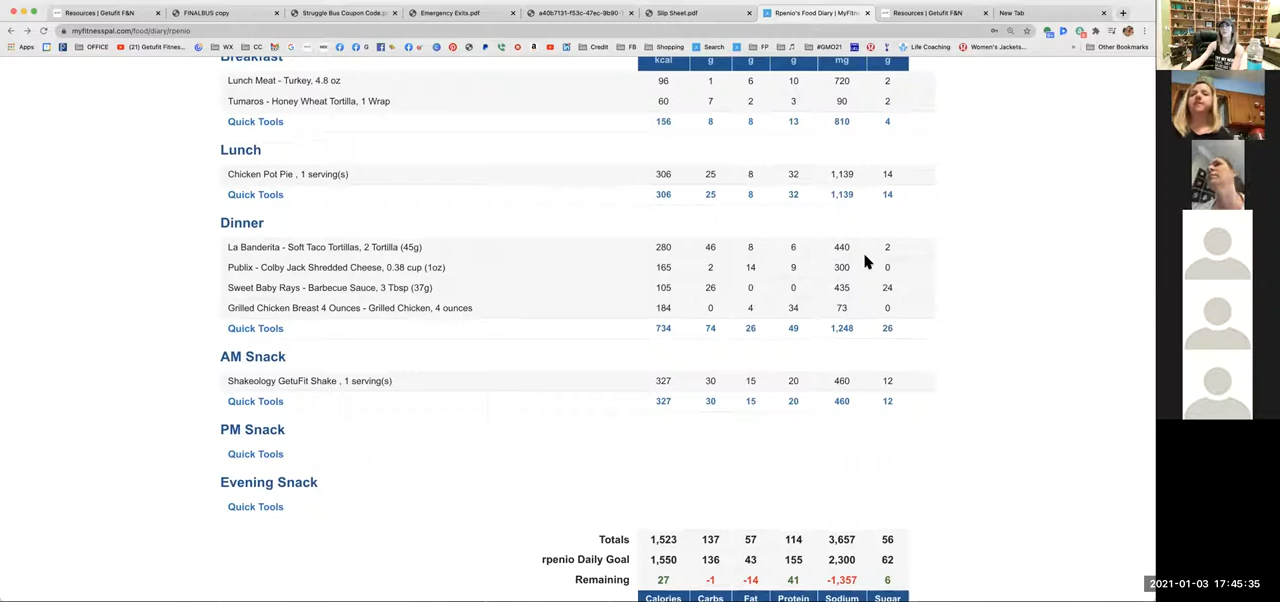 Resources | Getufit F&N
FINALBUS copy
Struggle Bus Coupon Code.p
Emergency Exits.pdf
a40b7131-f53c-47ec-9b90-
Slip Sheet.pdf
Rpenio's Food Diary | MyFitn
Resources | Getufit F&N
New Tab
myfitnesspal.com/food/diary/rpenio
Apps
OFFICE
(21) Getufit Fitnes...
WX
CC
G
Credit
FB
Shopping
Search
FP
#GMO21
Life Coaching
Women's Jackets...
Other Bookmarks
Breakfast kcal g g g mg g
Lunch Meat - Turkey, 4.8 oz 96 1 6 10 720 2
Tumaros - Honey Wheat Tortilla, 1 Wrap 60 7 2 3 90 2
Quick Tools 156 8 8 13 810 4
Lunch
Chicken Pot Pie , 1 serving(s) 306 25 8 32 1,139 14
Quick Tools 306 25 8 32 1,139 14
Dinner
La Banderita - Soft Taco Tortillas, 2 Tortilla (45g) 280 46 8 6 440 2
Publix - Colby Jack Shredded Cheese, 0.38 cup (1oz) 165 2 14 9 300 0
Sweet Baby Rays - Barbecue Sauce, 3 Tbsp (37g) 105 26 0 0 435 24
Grilled Chicken Breast 4 Ounces - Grilled Chicken, 4 ounces 184 0 4 34 73 0
Quick Tools 734 74 26 49 1,248 26
AM Snack
Shakeology GetuFit Shake , 1 serving(s) 327 30 15 20 460 12
Quick Tools 327 30 15 20 460 12
PM Snack
Quick Tools
Evening Snack
Quick Tools
Totals 1,523 137 57 114 3,657 56
rpenio Daily Goal 1,550 136 43 155 2,300 62
Remaining 27 -1 -14 41 -1,357 6
Calories Carbs Fat Protein Sodium Sugar
2021-01-03 17:45:35